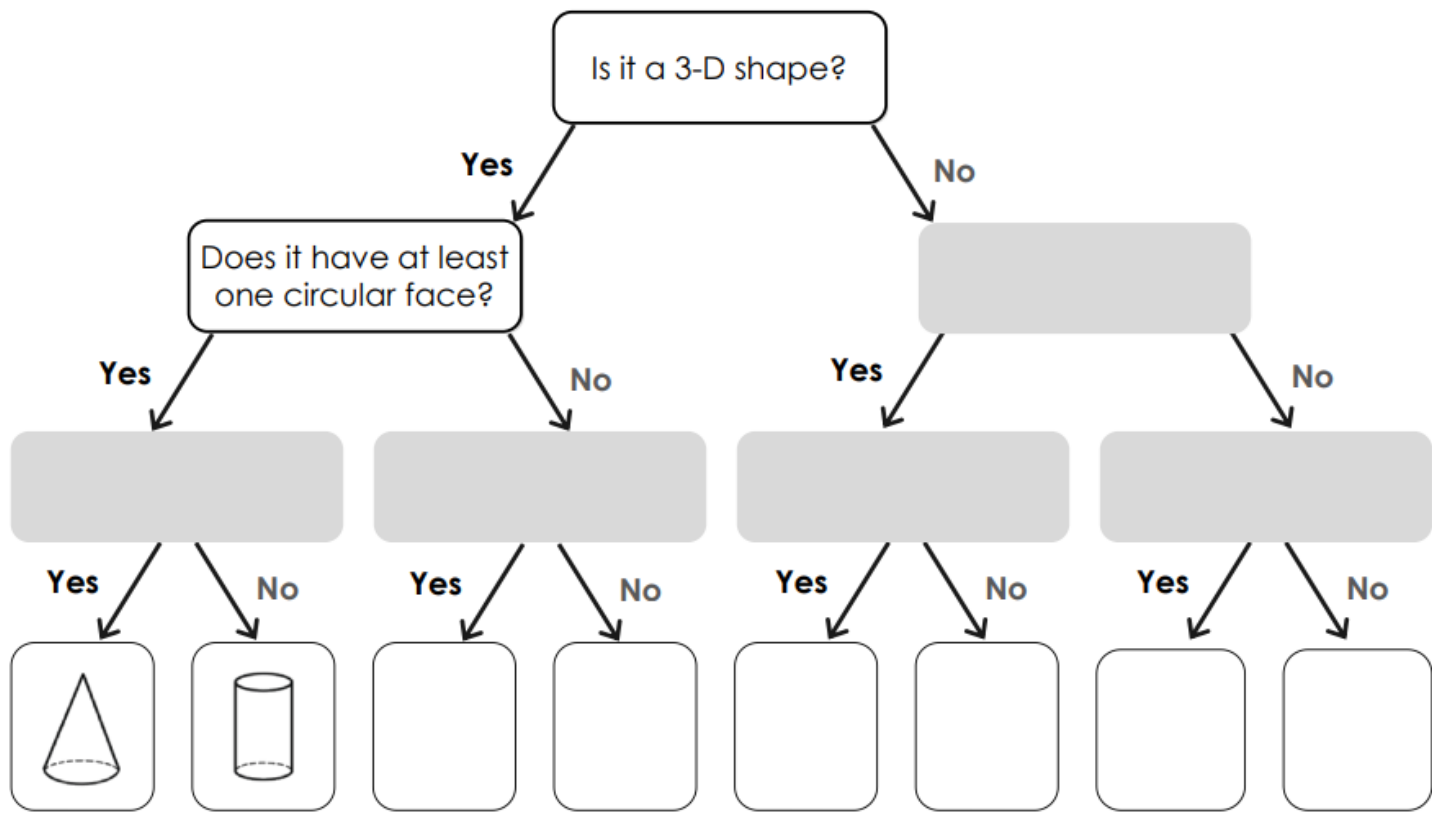 Is it a 3-D shape?
Yes
No
Does it have at least
one circular face?
Yes
No
Yes
No
Yes
No
Yes
No
Yes
No
Yes
No